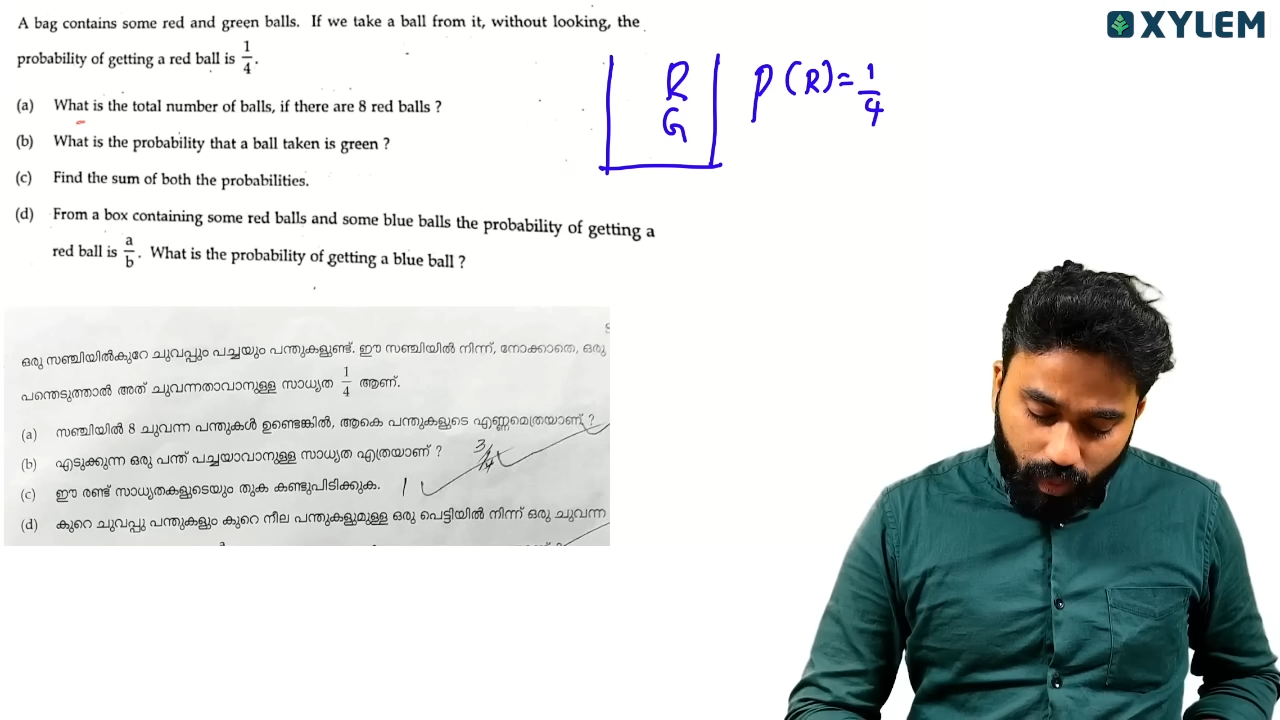 A bag contains some red and green balls. If we take a ball from it, without looking, the
probability of getting a red ball is 1/4.
(a) What is the total number of balls, if there are 8 red balls ?
(b) What is the probability that a ball taken is green ?
(c) Find the sum of both the probabilities.
(d) From a box containing some red balls and some blue balls the probability of getting a
red ball is a/b. What is the probability of getting a blue ball ?
R
G
P(R)=1/4
XYLEM
ഒരു സഞ്ചിയിൽകുറേ ചുവപ്പും പച്ചയും പന്തുകളുണ്ട്. ഈ സഞ്ചിയിൽ നിന്ന്, നോക്കാതെ, ഒരു
പന്തെടുത്താൽ അത് ചുവന്നതാവാനുള്ള സാധ്യത 1/4 ആണ്.
(a) സഞ്ചിയിൽ 8 ചുവന്ന പന്തുകൾ ഉണ്ടെങ്കിൽ, ആകെ പന്തുകളുടെ എണ്ണമെത്രയാണ് ?
(b) എടുക്കുന്ന ഒരു പന്ത് പച്ചയാവാനുള്ള സാധ്യത എത്രയാണ് ? 3/4
(c) ഈ രണ്ട് സാധ്യതകളുടെയും തുക കണ്ടുപിടിക്കുക. 1
(d) കുറെ ചുവപ്പു പന്തുകളും കുറെ നീല പന്തുകളുമുള്ള ഒരു പെട്ടിയിൽ നിന്ന് ഒരു ചുവന്ന